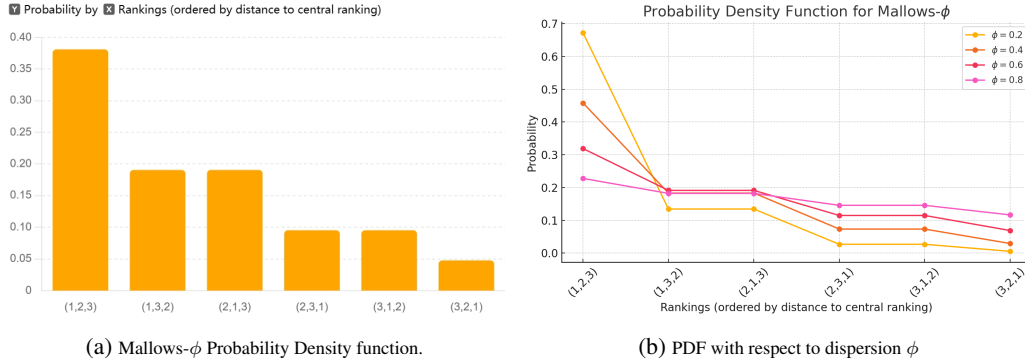 Y Probability by X Rankings (ordered by distance to central ranking)
0.40
0.35
0.30
0.25
0.20
0.15
0.10
0.05
0
(1,2,3) (1,3,2) (2,1,3) (2,3,1) (3,1,2) (3,2,1)
(a) Mallows-ϕ Probability Density function.
Probability Density Function for Mallows-ϕ
0.7
0.6
0.5
0.4
0.3
0.2
0.1
0.0
Probability
ϕ = 0.2
ϕ = 0.4
ϕ = 0.6
ϕ = 0.8
(1,2,3) (1,3,2) (2,1,3) (2,3,1) (3,1,2) (3,2,1)
Rankings (ordered by distance to central ranking)
(b) PDF with respect to dispersion ϕ